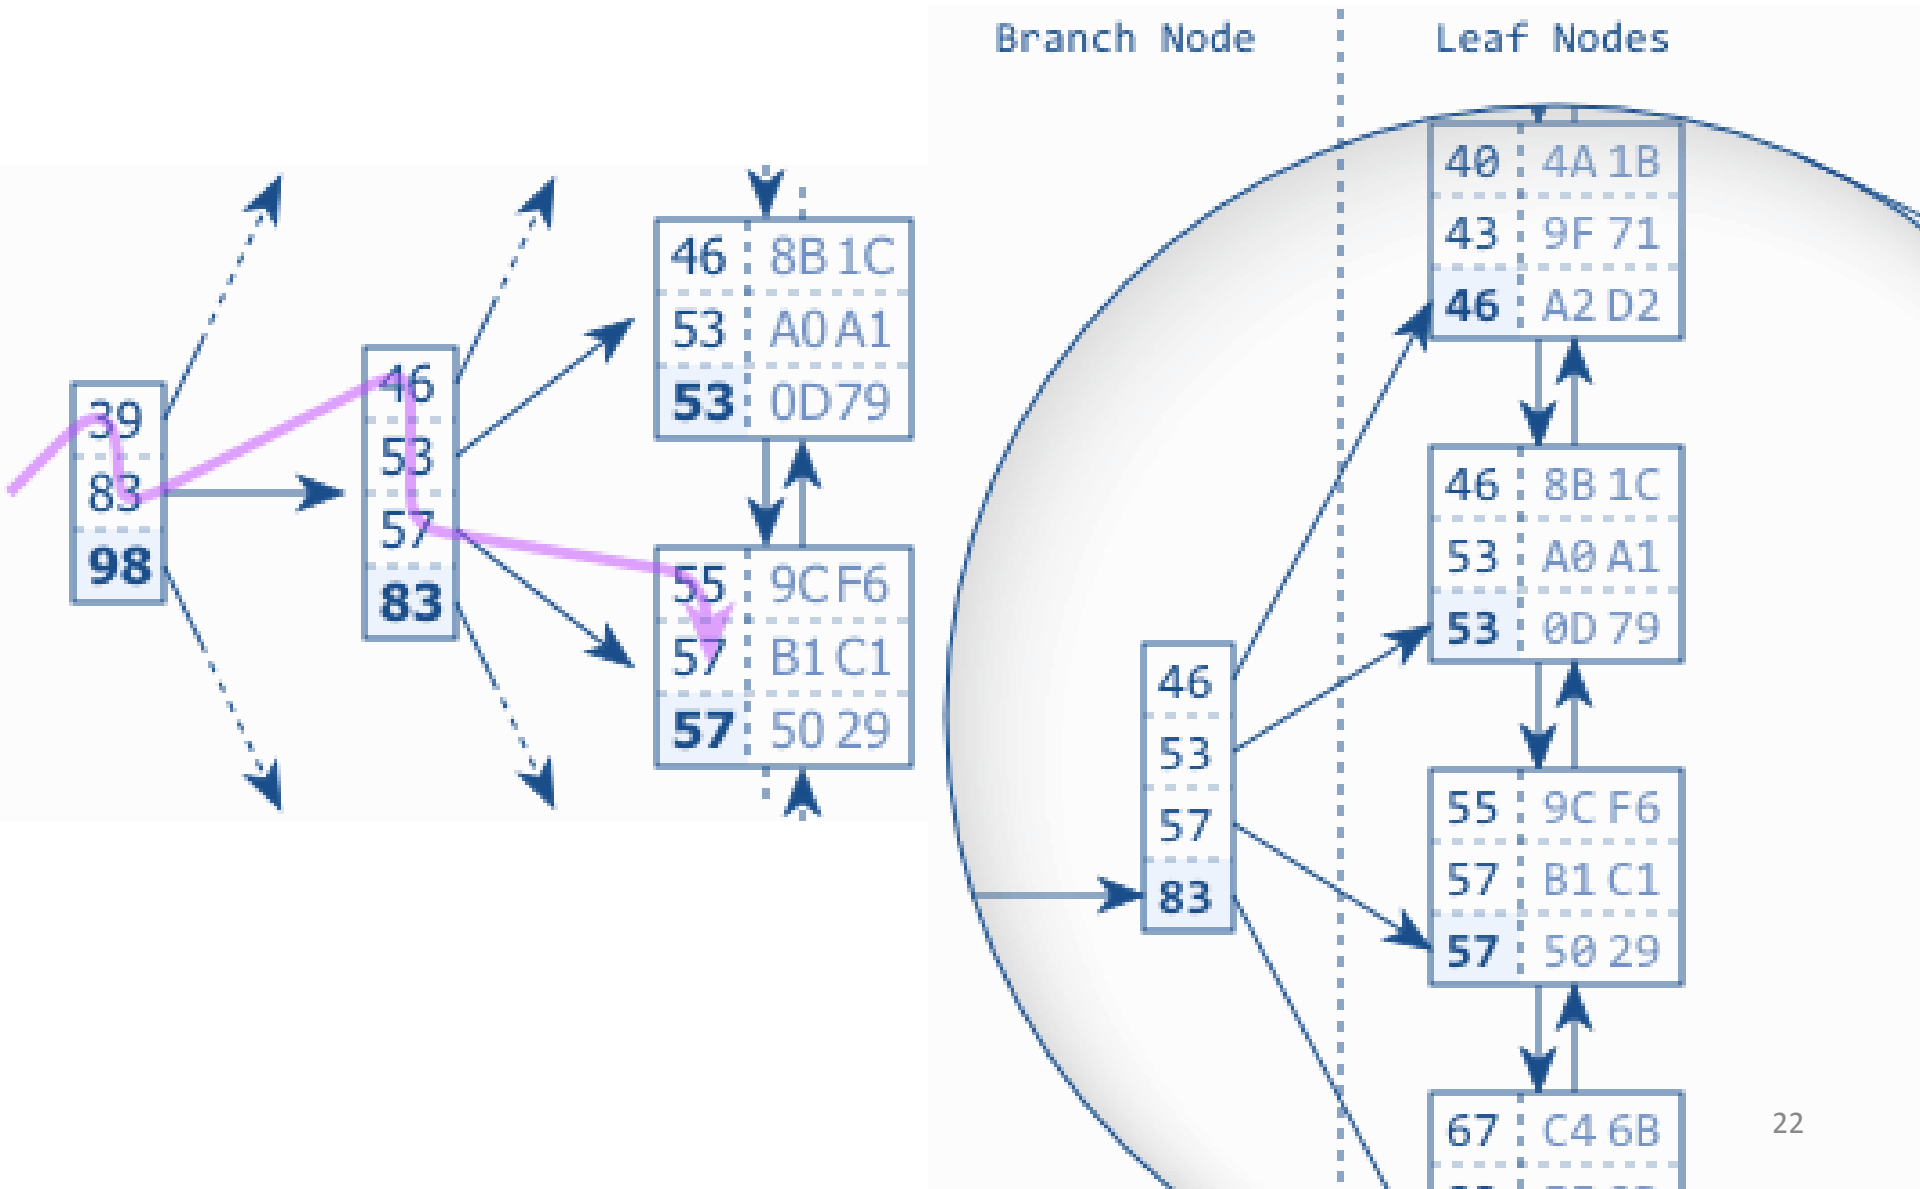 39
83
98
46
53
57
83
46 8B 1C
53 A0 A1
53 0D 79
55 9C F6
57 B1 C1
57 50 29
Branch Node
Leaf Nodes
46
53
57
83
40 4A 1B
43 9F 71
46 A2 D2
46 8B 1C
53 A0 A1
53 0D 79
55 9C F6
57 B1 C1
57 50 29
67 C4 6B
22